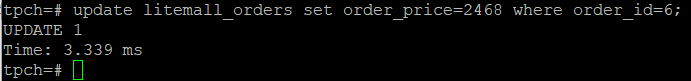 tpch=# update litemall_orders set order_price=2468 where order_id=6;
UPDATE 1
Time: 3.339 ms
tpch=#